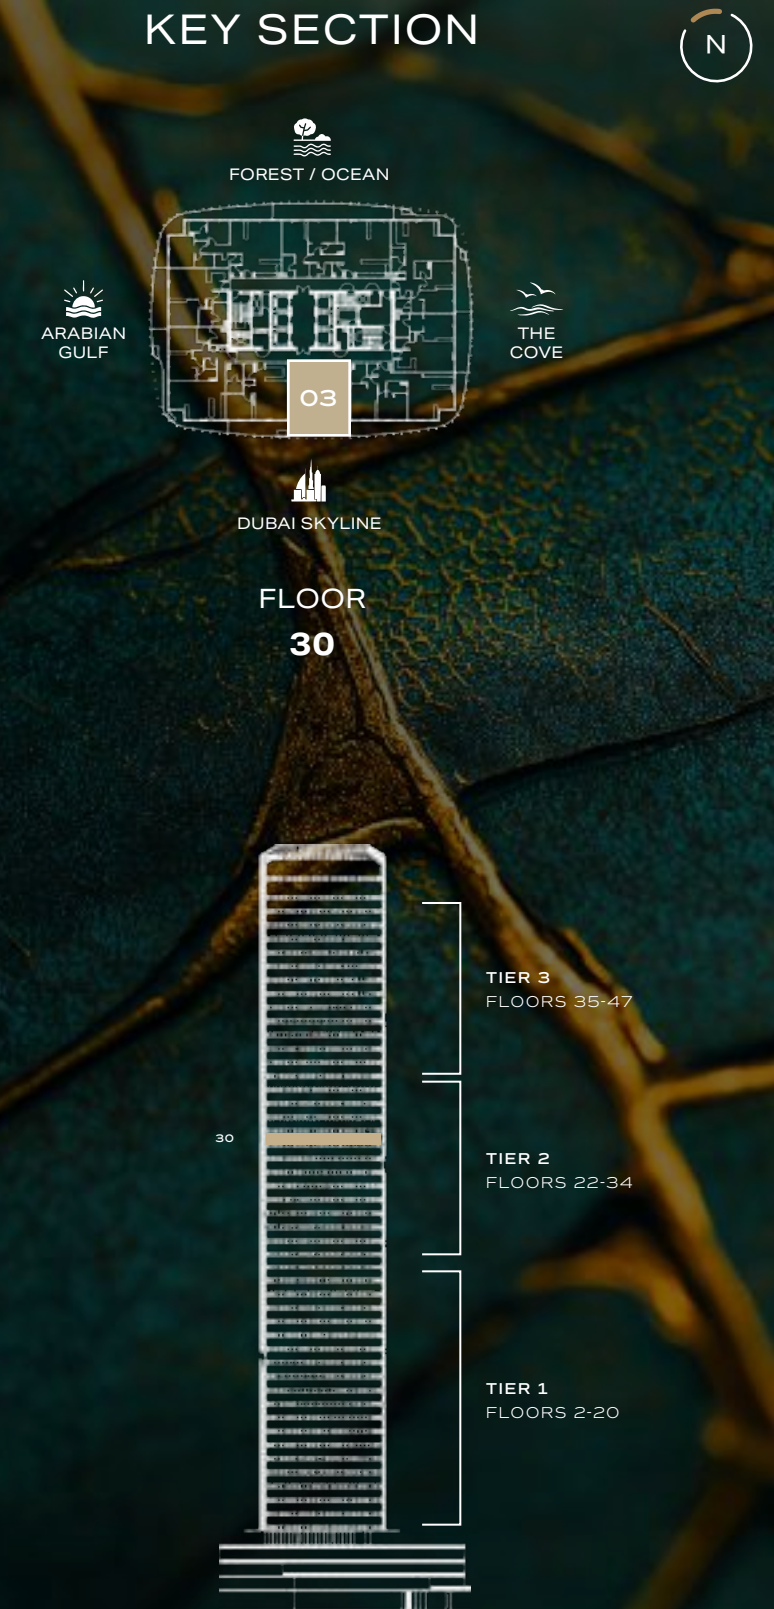 KEY SECTION
N
FOREST / OCEAN
ARABIAN
GULF
THE
COVE
03
DUBAI SKYLINE
FLOOR
30
TIER 3
FLOORS 35-47
30
TIER 2
FLOORS 22-34
TIER 1
FLOORS 2-20